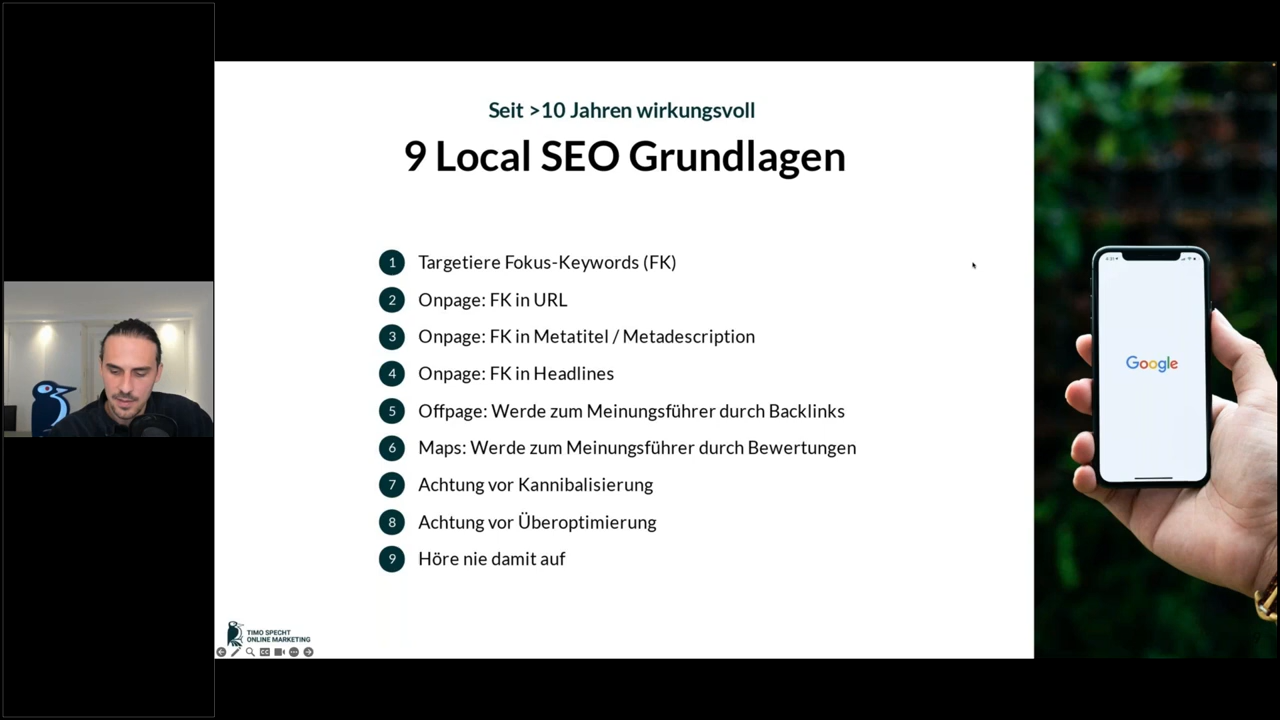 Seit >10 Jahren wirkungsvoll
9 Local SEO Grundlagen
1 Targetiere Fokus-Keywords (FK)
2 Onpage: FK in URL
3 Onpage: FK in Metatitel / Metadescription
4 Onpage: FK in Headlines
5 Offpage: Werde zum Meinungsführer durch Backlinks
6 Maps: Werde zum Meinungsführer durch Bewertungen
7 Achtung vor Kannibalisierung
8 Achtung vor Überoptimierung
9 Höre nie damit auf
Google
TIMO SPECHT
ONLINE MARKETING